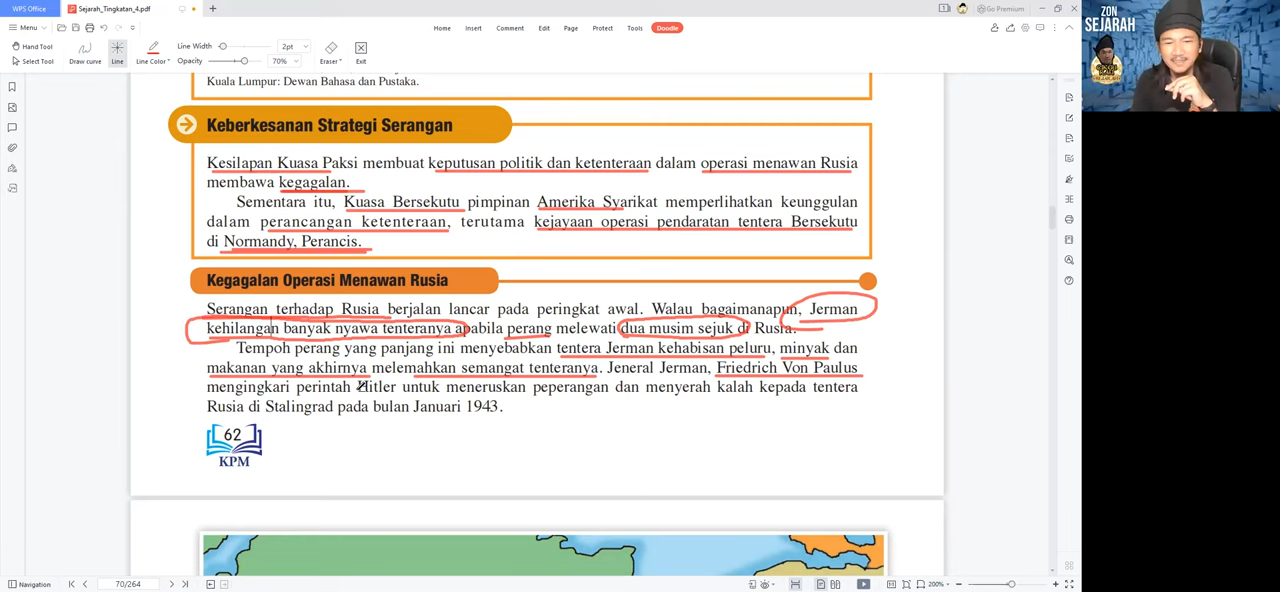 WPS Office
Sejarah_Tingkatan_4.pdf
+
1
Go Premium
Menu
Home
Insert
Comment
Edit
Page
Protect
Tools
Doodle
Hand Tool
Select Tool
Draw curve
Line
Line Color
Line Width
2pt
Opacity
70%
Eraser
Exit
ZON
SEJARAH
Kuala Lumpur: Dewan Bahasa dan Pustaka.
Keberkesanan Strategi Serangan
Kesilapan Kuasa Paksi membuat keputusan politik dan ketenteraan dalam operasi menawan Rusia
membawa kegagalan.
Sementara itu, Kuasa Bersekutu pimpinan Amerika Syarikat memperlihatkan keunggulan
dalam perancangan ketenteraan, terutama kejayaan operasi pendaratan tentera Bersekutu
di Normandy, Perancis.
Kegagalan Operasi Menawan Rusia
Serangan terhadap Rusia berjalan lancar pada peringkat awal. Walau bagaimanapun, Jerman
kehilangan banyak nyawa tenteranya apabila perang melewati dua musim sejuk di Rusia.
Tempoh perang yang panjang ini menyebabkan tentera Jerman kehabisan peluru, minyak dan
makanan yang akhirnya melemahkan semangat tenteranya. Jeneral Jerman, Friedrich Von Paulus
mengingkari perintah Hitler untuk meneruskan peperangan dan menyerah kalah kepada tentera
Rusia di Stalingrad pada bulan Januari 1943.
62
KPM
Navigation
70/264
200%